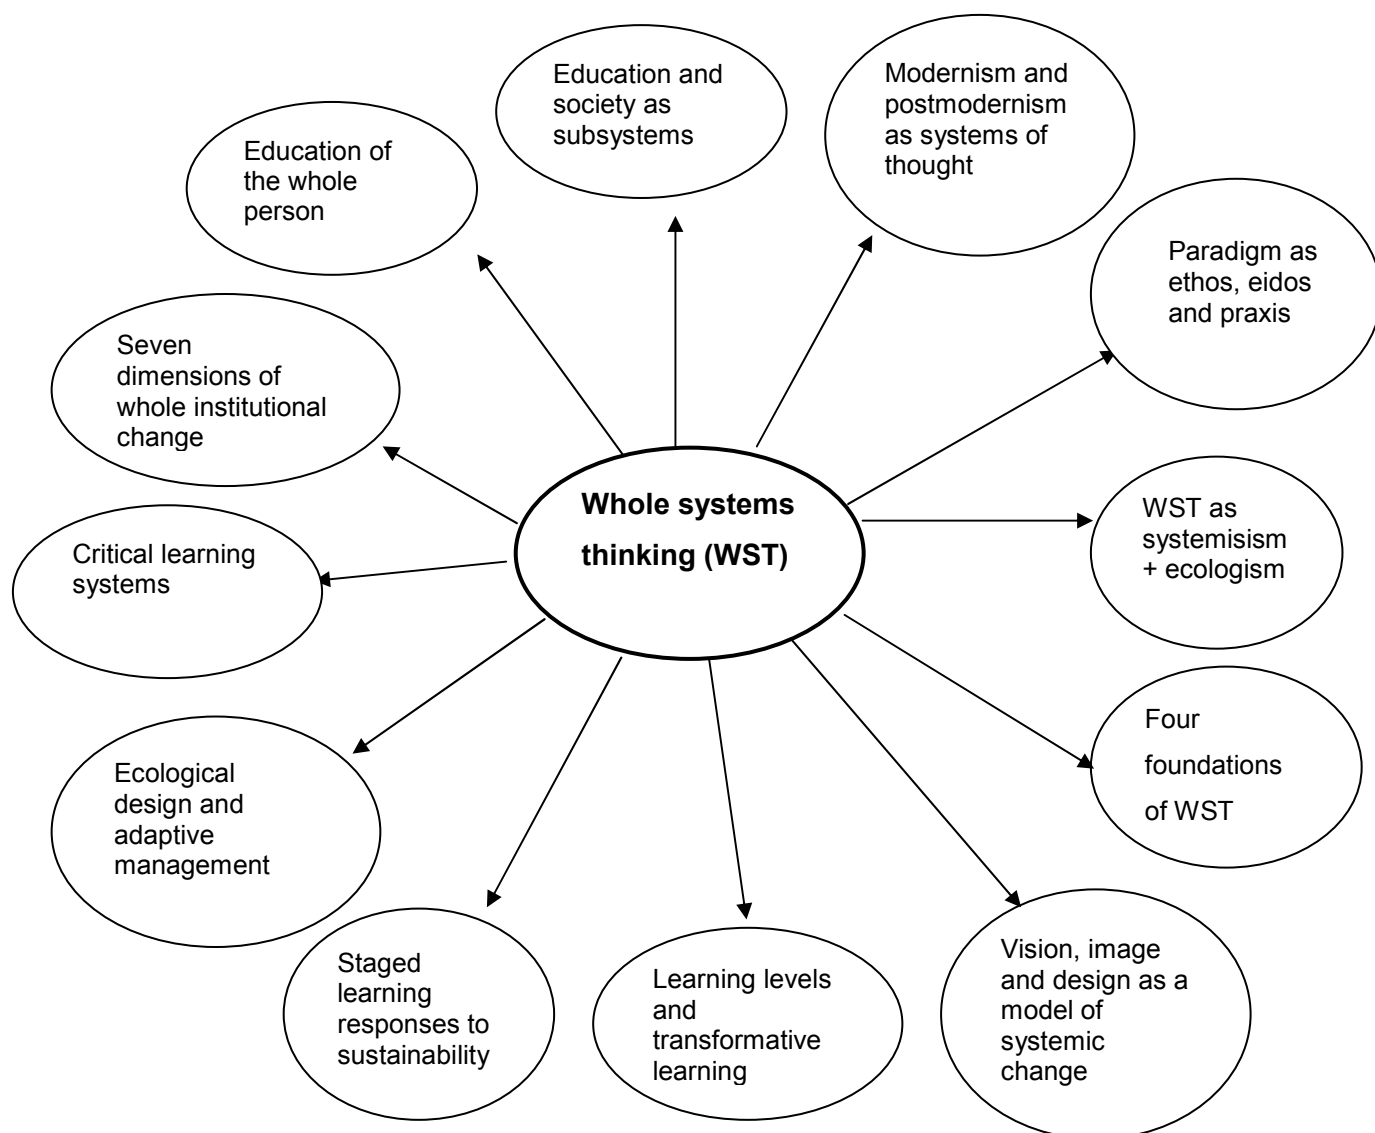 Education and
society as
subsystems
Modernism and
postmodernism
as systems of
thought
Education of
the whole
person
Paradigm as
ethos, eidos
and praxis
Seven
dimensions of
whole institutional
change
Whole systems
thinking (WST)
WST as
systemisism
+ ecologism
Critical learning
systems
Four
foundations
of WST
Ecological
design and
adaptive
management
Staged
learning
responses to
sustainability
Learning levels
and
transformative
learning
Vision, image
and design as a
model of
systemic
change